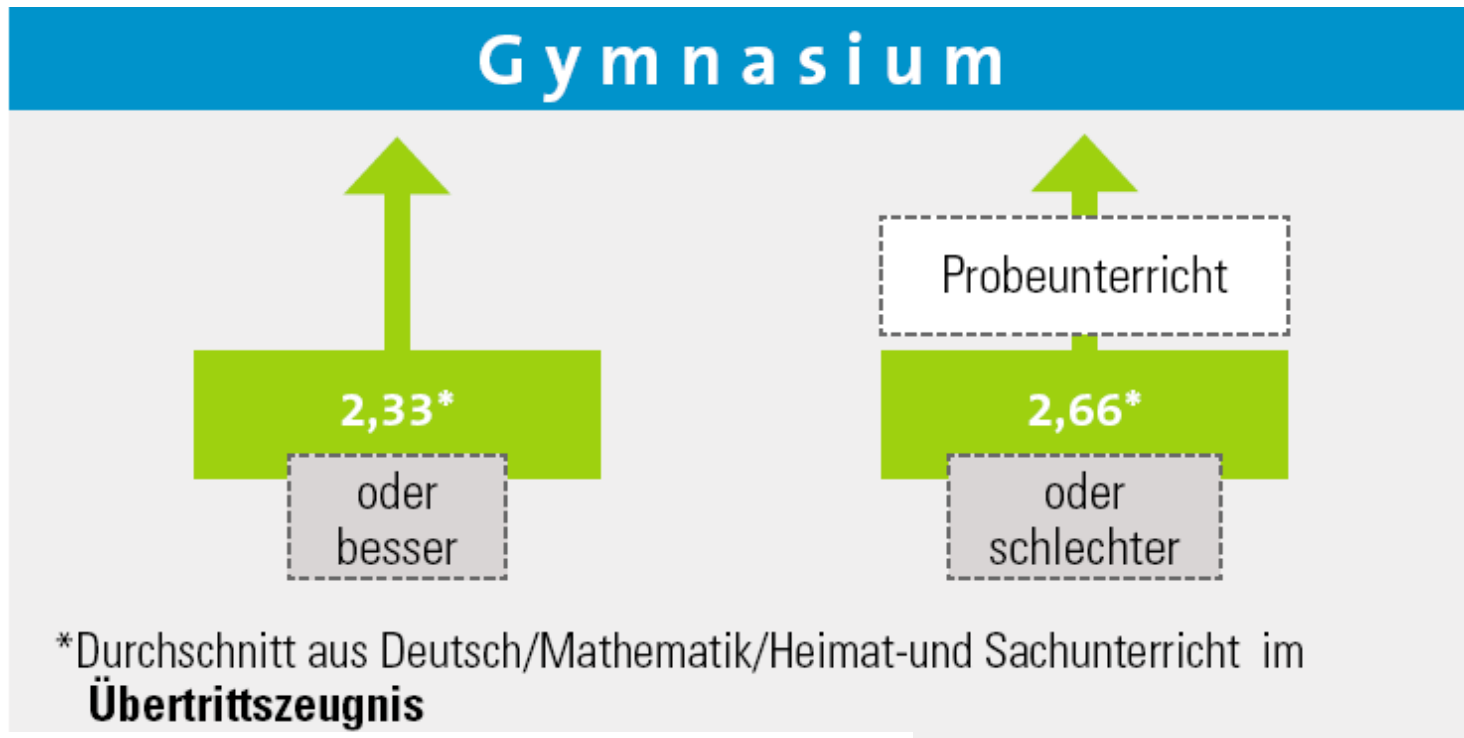 Gymnasium
Probeunterricht
2,33*
2,66*
oder
besser
oder
schlechter
*Durchschnitt aus Deutsch/Mathematik/Heimat-und Sachunterricht im
Übertrittszeugnis